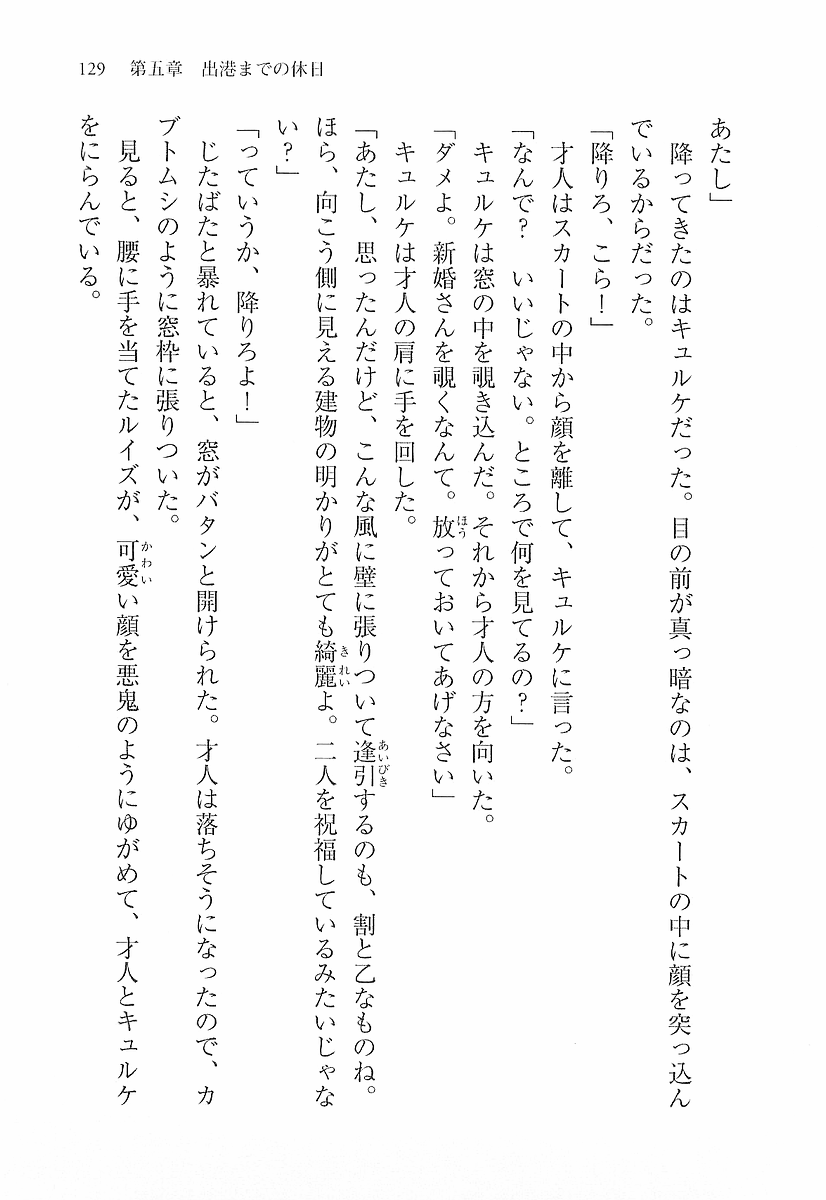 129　第五章　出港までの休日
あたし」
　降ってきたのはキュルケだった。目の前が真っ暗なのは、スカートの中に顔を突っ込ん
でいるからだった。
「降りろ、こら！」
　才人はスカートの中から顔を離して、キュルケに言った。
「なんで？　いいじゃない。ところで何を見てるの？」
　キュルケは窓の中を覗き込んだ。それから才人の方を向いた。
「ダメよ。新婚さんを覗くなんて。放っておいてあげなさい」
　キュルケは才人の肩に手を回した。
「あたし、思ったんだけど、こんな風に壁に張りついて逢引するのも、割と乙なものね。
ほら、向こう側に見える建物の明かりがとても綺麗よ。二人を祝福しているみたいじゃな
い？」
「っていうか、降りろよ！」
　じたばたと暴れていると、窓がバタンと開けられた。才人は落ちそうになったので、カ
ブトムシのように窓枠に張りついた。
　見ると、腰に手を当てたルイズが、可愛い顔を悪鬼のようにゆがめて、才人とキュルケ
をにらんでいる。